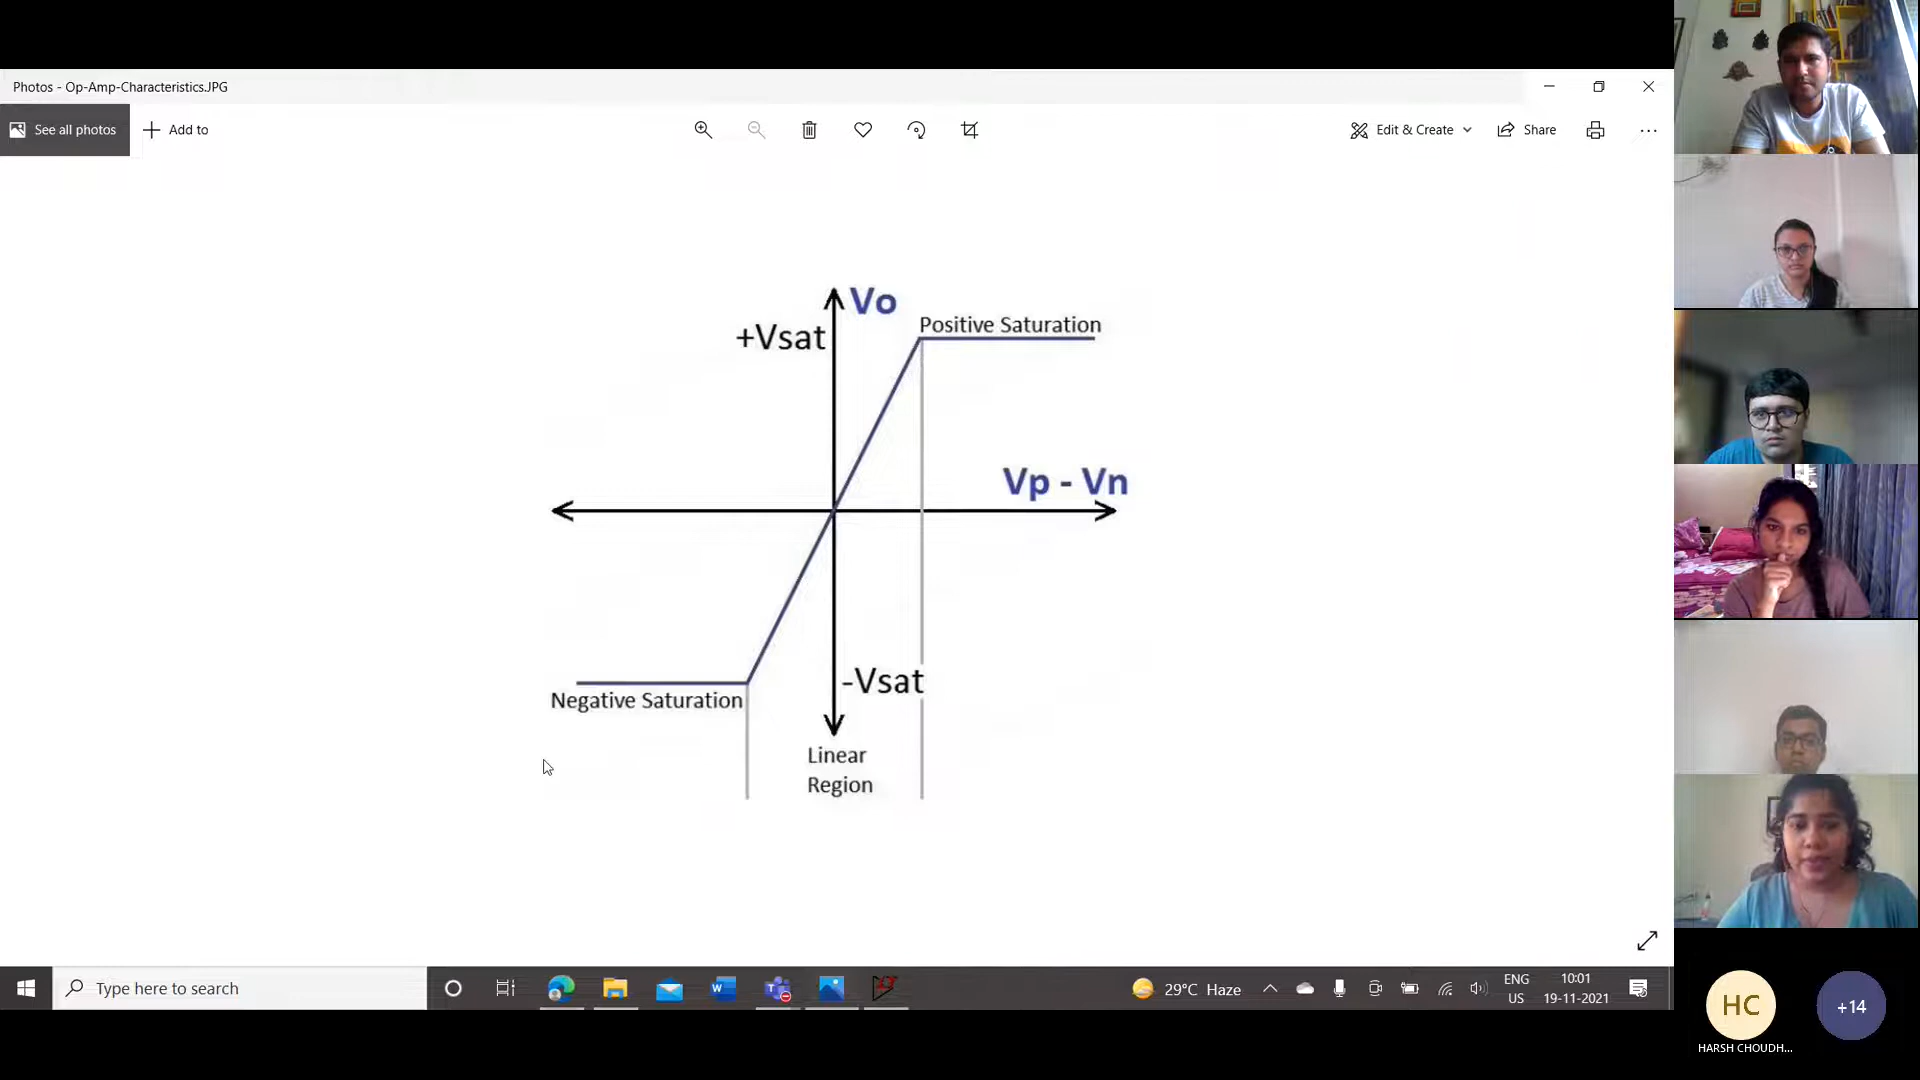 Photos - Op-Amp-Characteristics.JPG
See all photos
Add to
Edit & Create
Share
Vo
+Vsat
Positive Saturation
Vp - Vn
-Vsat
Negative Saturation
Linear
Region
Type here to search
29°C Haze
ENG
US
10:01
19-11-2021
HC
HARSH CHOUDH...
+14